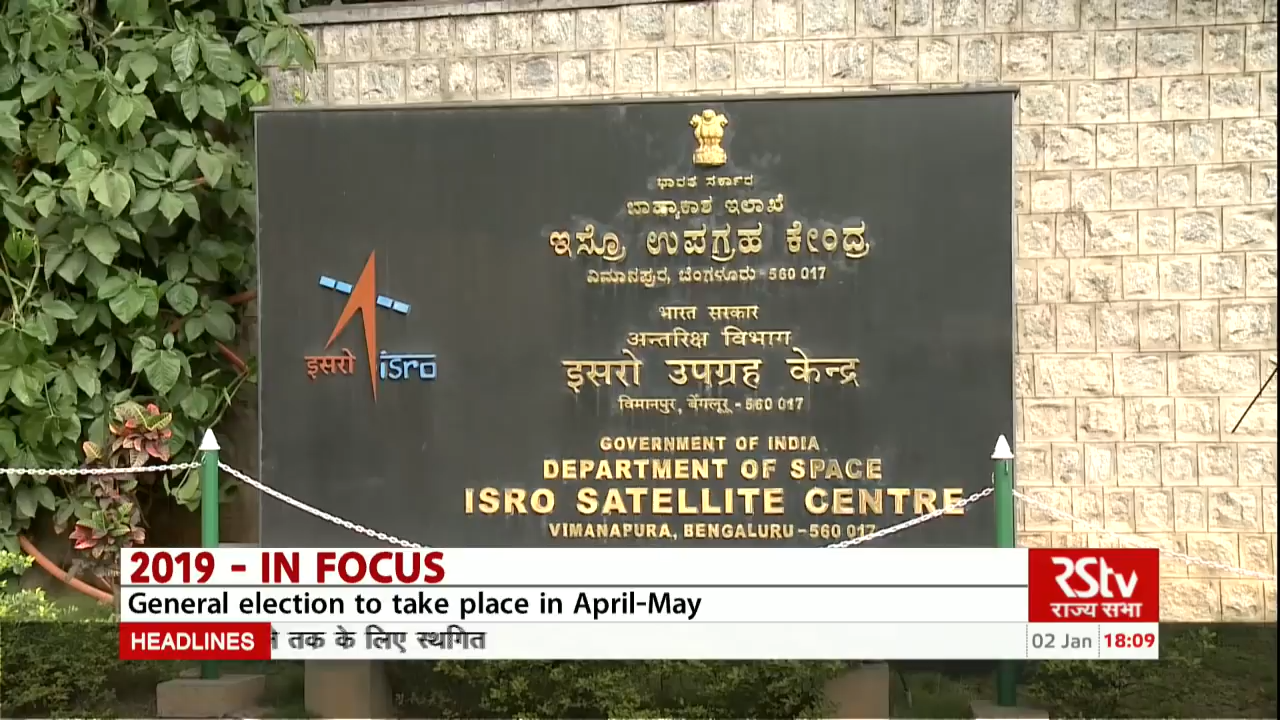 ಭಾರತ ಸರ್ಕಾರ
ಬಾಹ್ಯಾಕಾಶ ಇಲಾಖೆ
ಇಸ್ರೊ ಉಪಗ್ರಹ ಕೇಂದ್ರ
ವಿಮಾನಪುರ, ಬೆಂಗಳೂರು - 560 017
भारत सरकार
अन्तरिक्ष विभाग
इसरो उपग्रह केन्द्र
विमानपुर, बेंगलूर - 560 017
इसरो isro
GOVERNMENT OF INDIA
DEPARTMENT OF SPACE
ISRO SATELLITE CENTRE
VIMANAPURA, BENGALURU - 560 017
2019 - IN FOCUS
General election to take place in April-May
RStv
राज्य सभा
HEADLINES तक के लिए स्थगित
02 Jan 18:09